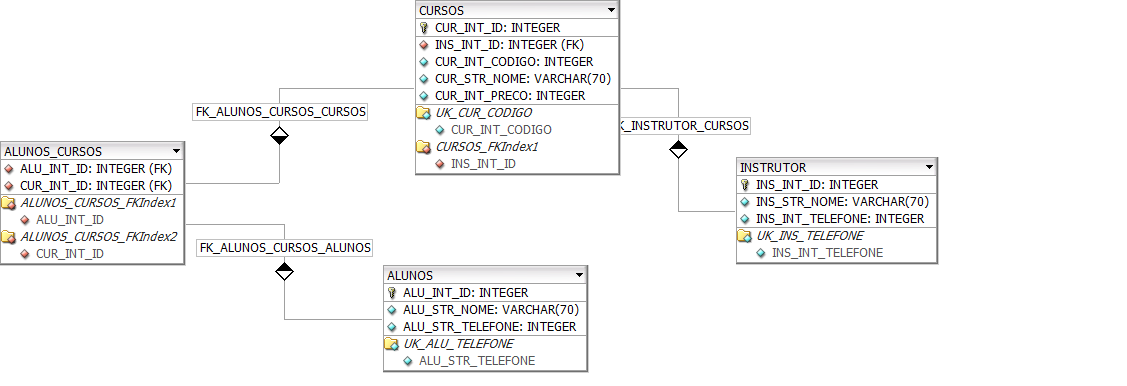 CURSOS
CUR_INT_ID: INTEGER
INS_INT_ID: INTEGER (FK)
CUR_INT_CODIGO: INTEGER
CUR_STR_NOME: VARCHAR(70)
CUR_INT_PRECO: INTEGER
UK_CUR_CODIGO
CUR_INT_CODIGO
CURSOS_FKIndex1
INS_INT_ID
FK_ALUNOS_CURSOS_CURSOS
K_INSTRUTOR_CURSOS
ALUNOS_CURSOS
ALU_INT_ID: INTEGER (FK)
CUR_INT_ID: INTEGER (FK)
ALUNOS_CURSOS_FKIndex1
ALU_INT_ID
ALUNOS_CURSOS_FKIndex2
CUR_INT_ID
INSTRUTOR
INS_INT_ID: INTEGER
INS_STR_NOME: VARCHAR(70)
INS_INT_TELEFONE: INTEGER
UK_INS_TELEFONE
INS_INT_TELEFONE
FK_ALUNOS_CURSOS_ALUNOS
ALUNOS
ALU_INT_ID: INTEGER
ALU_STR_NOME: VARCHAR(70)
ALU_STR_TELEFONE: INTEGER
UK_ALU_TELEFONE
ALU_STR_TELEFONE